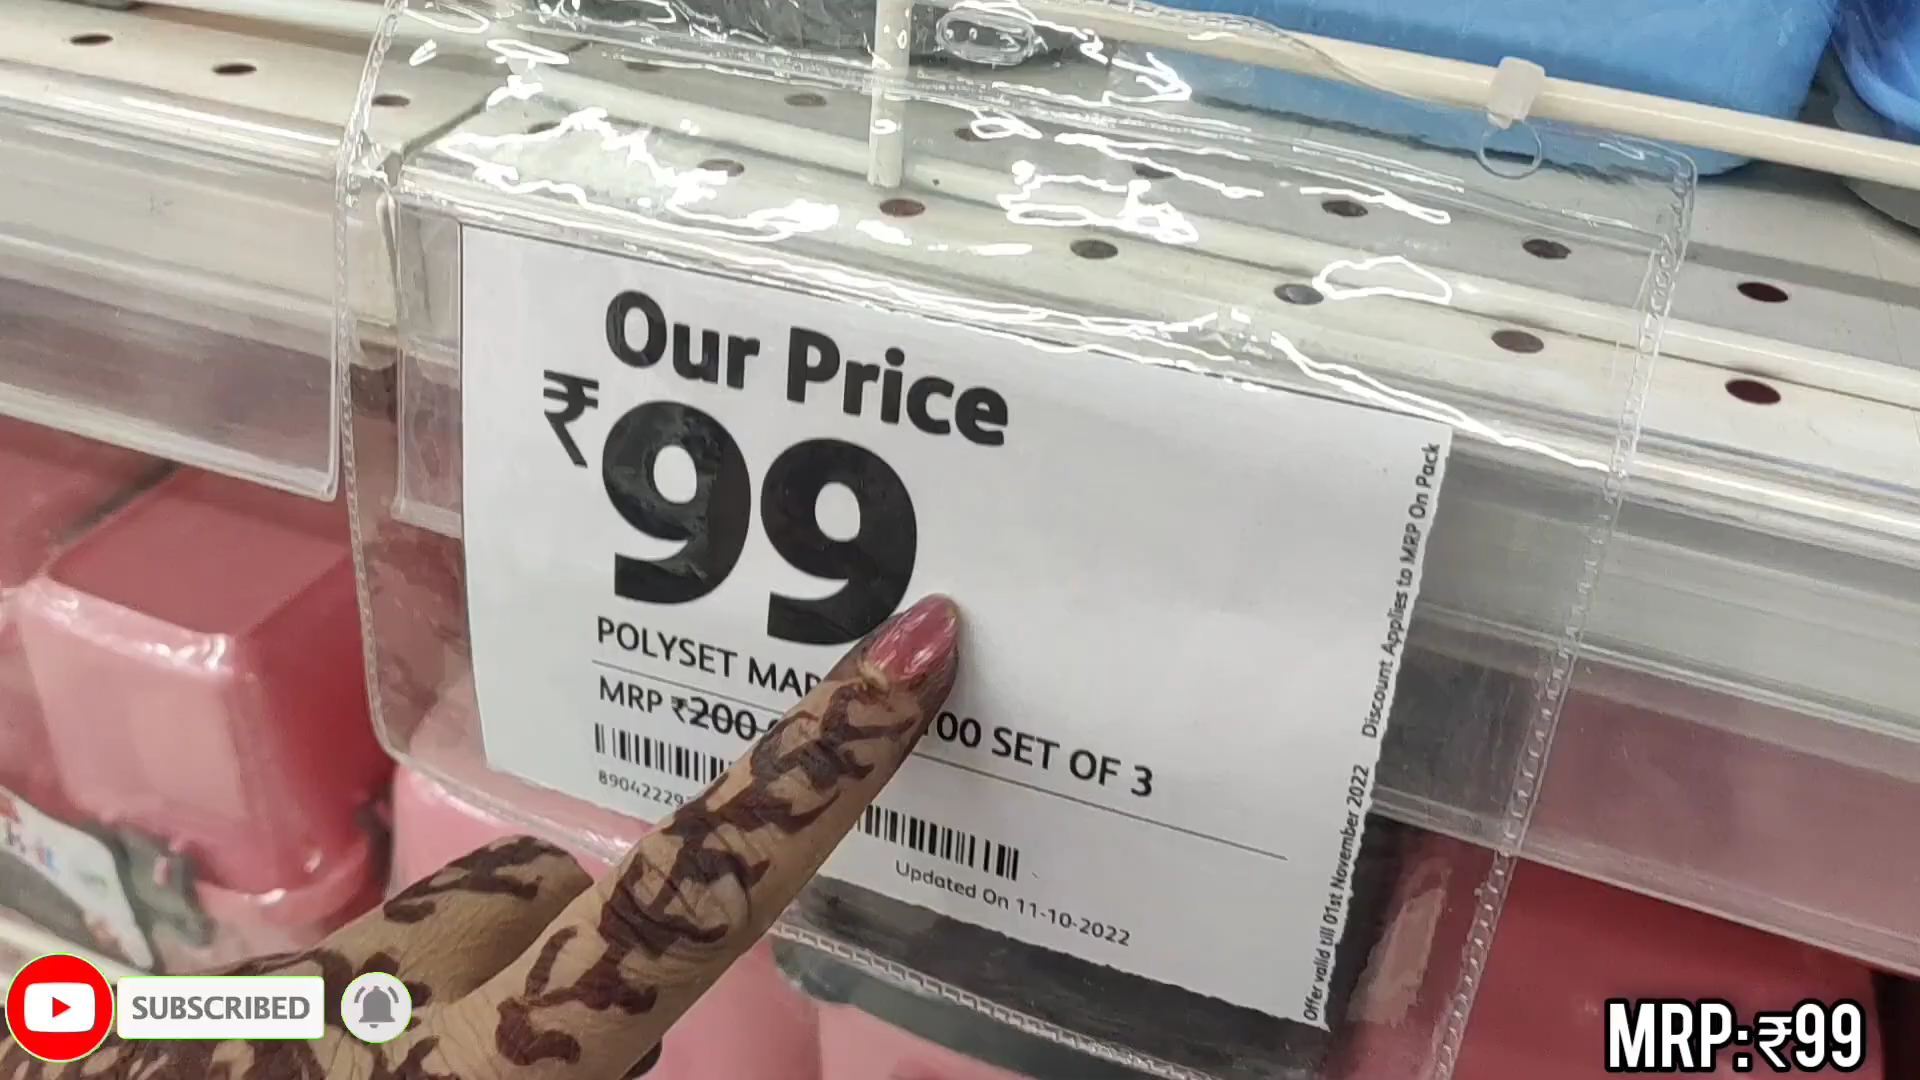 Our Price
₹99
POLYSET
00 SET OF 3
MRP ₹200
Updated On 11-10-2022
Offer valid till 01st November 2022 Discount Applies to MRP On Pack
SUBSCRIBED
MRP:₹99